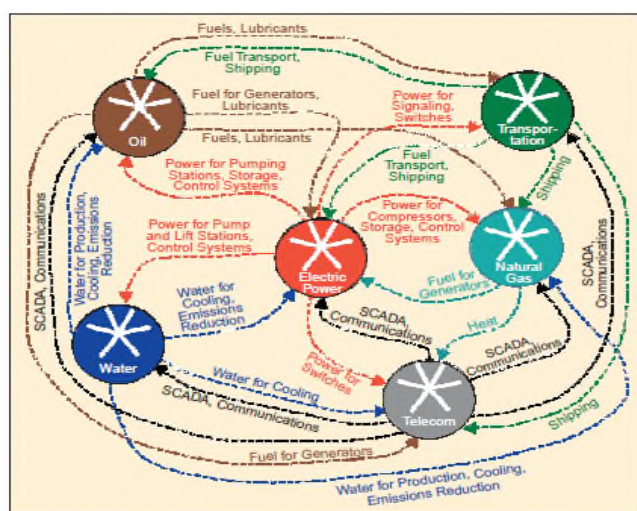 Fuels, Lubricants
Fuel Transport,
Shipping
Oil
Fuel for Generators,
Lubricants
Power for
Signaling,
Switches
Transpor-
tation
Fuels, Lubricants
Fuel
Transport,
Shipping
Shipping
Power for Pumping
Stations, Storage,
Control Systems
Power for Pump
and Lift Stations,
Control Systems
Power for
Compressors,
Storage, Control
Systems
Electric
Power
Natural
Gas
SCADA, Communications
Water for Production,
Cooling, Emissions
Reduction
Water for
Cooling,
Emissions
Reduction
Fuel for
Generators
SCADA,
Communications
SCADA,
Communications
Heat
SCADA,
Communications
Water
Power for
Switches
Water for Cooling
SCADA, Communications
Telecom
Shipping
Fuel for Generators
Water for Production, Cooling,
Emissions Reduction